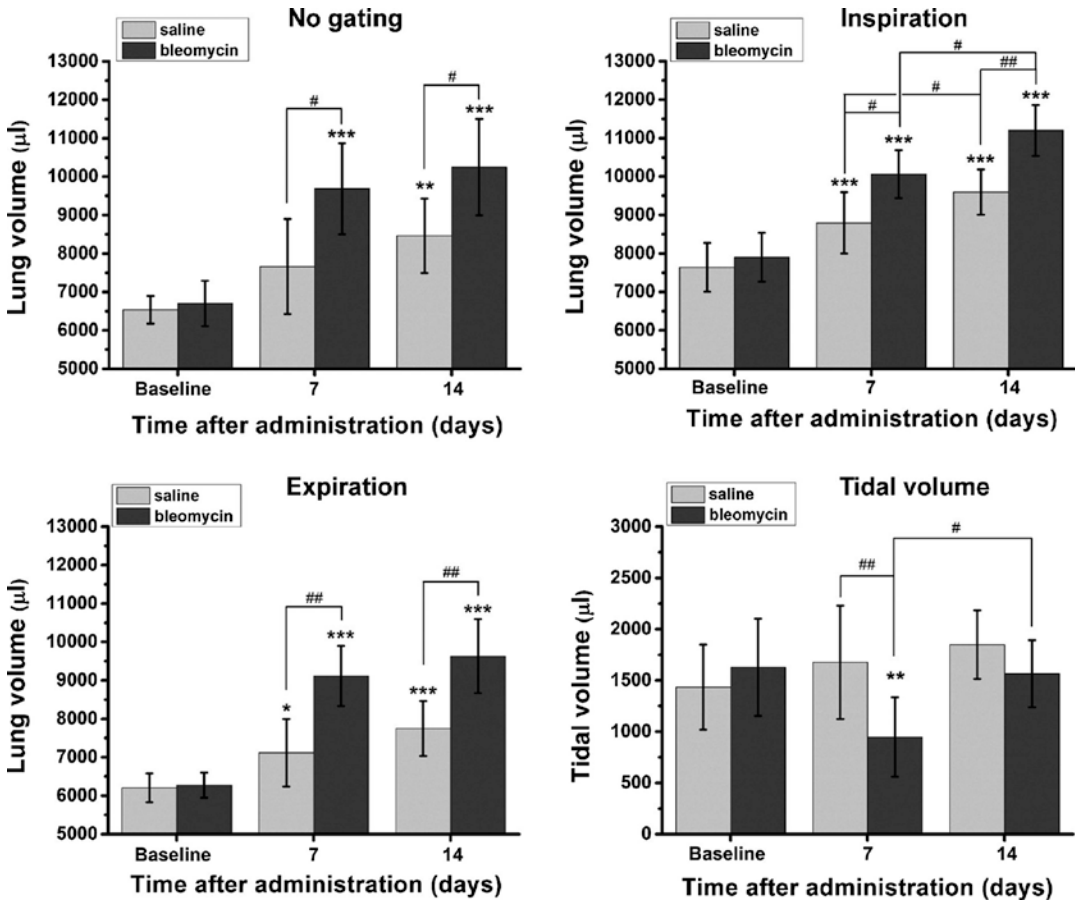 No gating
saline
bleomycin
13000
12000
11000
10000
9000
8000
7000
6000
5000
Lung volume (μl)
#
#
***
***
**
Baseline
7
14
Time after administration (days)
Inspiration
saline
bleomycin
13000
12000
11000
10000
9000
8000
7000
6000
5000
Lung volume (μl)
#
##
#
#
***
***
***
***
Baseline
7
14
Time after administration (days)
Expiration
saline
bleomycin
13000
12000
11000
10000
9000
8000
7000
6000
5000
Lung volume (μl)
##
##
***
***
***
*
Baseline
7
14
Time after administration (days)
Tidal volume
saline
bleomycin
3000
2500
2000
1500
1000
500
0
Tidal volume (μl)
#
##
**
Baseline
7
14
Time after administration (days)